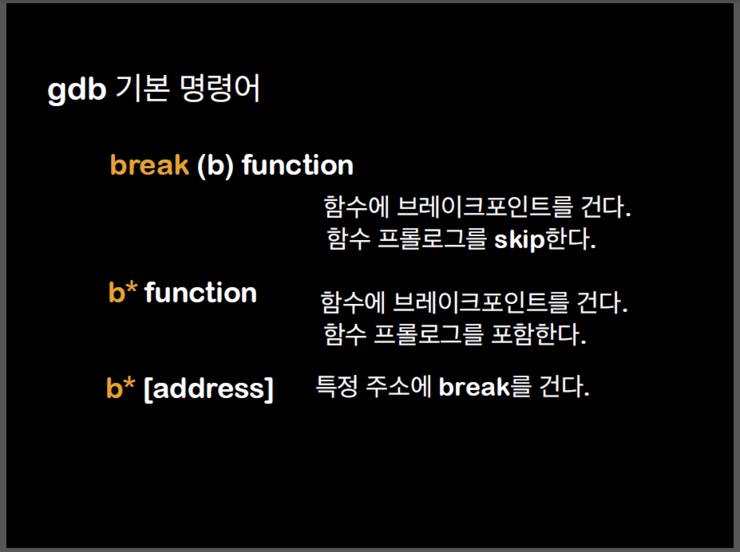 gdb 기본 명령어
break (b) function
함수에 브레이크포인트를 건다.
함수 프롤로그를 skip한다.
b* function
함수에 브레이크포인트를 건다.
함수 프롤로그를 포함한다.
b* [address]
특정 주소에 break를 건다.